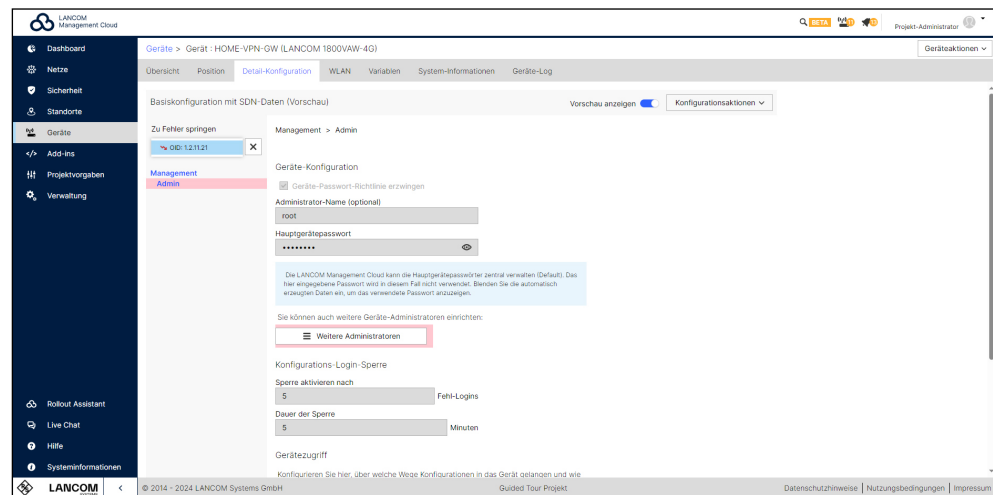 LANCOM
Management Cloud
BETA
Projekt-Administrator
Dashboard
Netze
Sicherheit
Standorte
Geräte
Add-ins
Projektvorgaben
Verwaltung
Rollout Assistant
Live Chat
Hilfe
Systeminformationen
LANCOM
SYSTEMS
Geräte > Gerät : HOME-VPN-GW (LANCOM 1800VAW-4G)
Geräteaktionen
Übersicht Position Detail-Konfiguration WLAN Variablen System-Informationen Geräte-Log
Basiskonfiguration mit SDN-Daten (Vorschau)
Vorschau anzeigen
Konfigurationsaktionen
Zu Fehler springen
OID: 1.2.11.21
Management
Admin
Management > Admin
Geräte-Konfiguration
Geräte-Passwort-Richtlinie erzwingen
Administrator-Name (optional)
root
Hauptgerätepasswort
••••••••
Die LANCOM Management Cloud kann die Hauptgerätepasswörter zentral verwalten (Default). Das
hier eingegebene Passwort wird in diesem Fall nicht verwendet. Blenden Sie die automatisch
erzeugten Daten ein, um das verwendete Passwort anzuzeigen.
Sie können auch weitere Geräte-Administratoren einrichten:
Weitere Administratoren
Konfigurations-Login-Sperre
Sperre aktivieren nach
5 Fehl-Logins
Dauer der Sperre
5 Minuten
Gerätezugriff
Konfigurieren Sie hier, über welche Wege Konfigurationen in das Gerät gelangen und wie
© 2014 - 2024 LANCOM Systems GmbH
Guided Tour Projekt
Datenschutzhinweise | Nutzungsbedingungen | Impressum